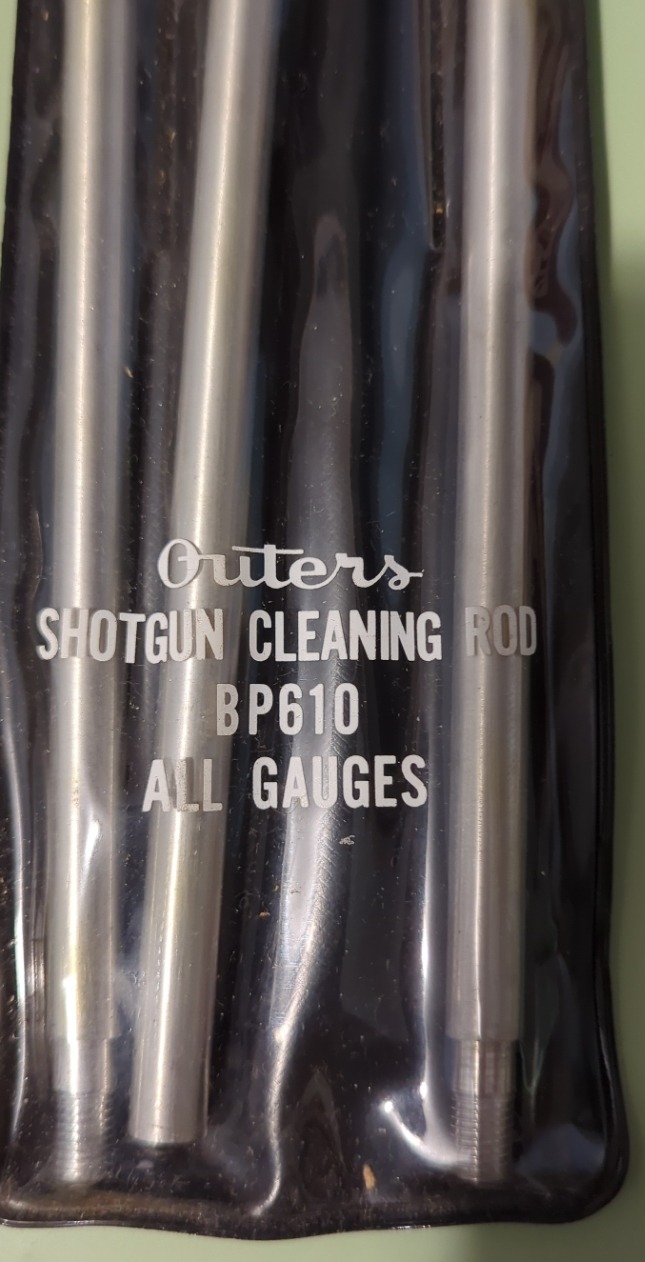 Outers
SHOTGUN CLEANING ROD
BP610
ALL GAUGES